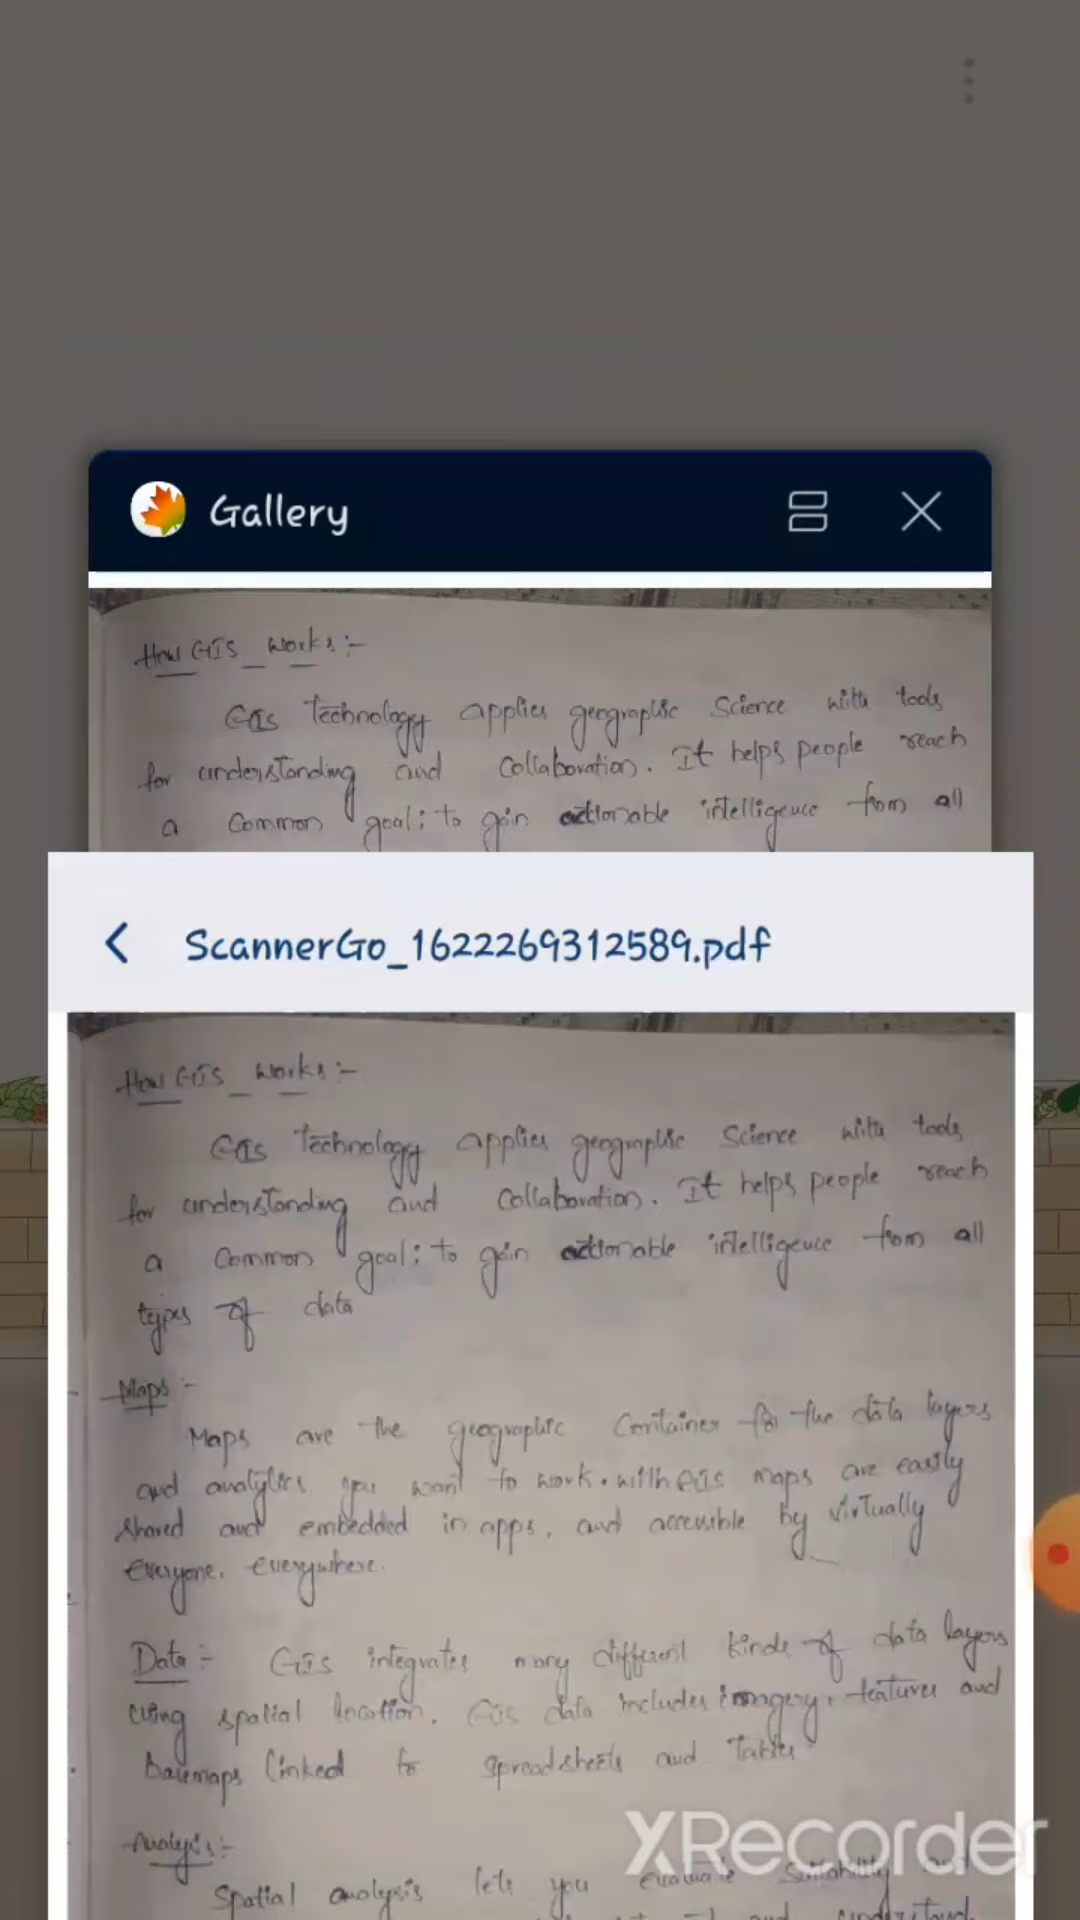 Gallery
How GIS works :-
GIS Technology applies geographic Science with tools
for understanding and Collaboration. It helps people reach
a Common goal: to gain actionable intelligence from all
ScannerGo_1622269312589.pdf
How GIS works :-
GIS Technology applies geographic Science with tools
for understanding and Collaboration. It helps people reach
a Common goal: to gain actionable intelligence from all
types of data
Maps :-
Maps are the geographic Container for the data layers
and analytics you want to work. with GIS maps are easily
shared and embedded in apps, and accessible by virtually
everyone, everywhere.
Data :- GIS integrates many different kinds of data layers
using spatial location. GIS data includes imagery, features and
basemaps linked to spreadsheets and tables
Analysis :-
Spatial analysis lets you evaluate suitability and
understand
XRecorder